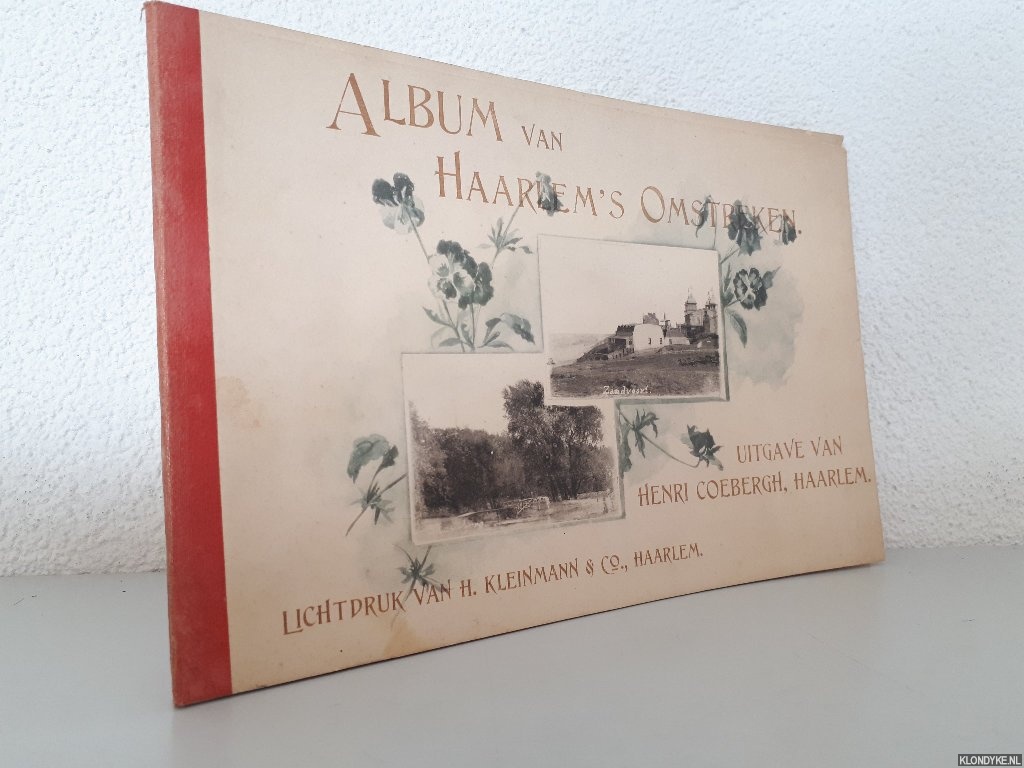 ALBUM VAN
HAARLEM'S OMSTREKEN.
Zandvoort.
UITGAVE VAN
HENRI COEBERGH, HAARLEM.
LICHTDRUK VAN H. KLEINMANN & CO., HAARLEM.
KLONDYKE.NL